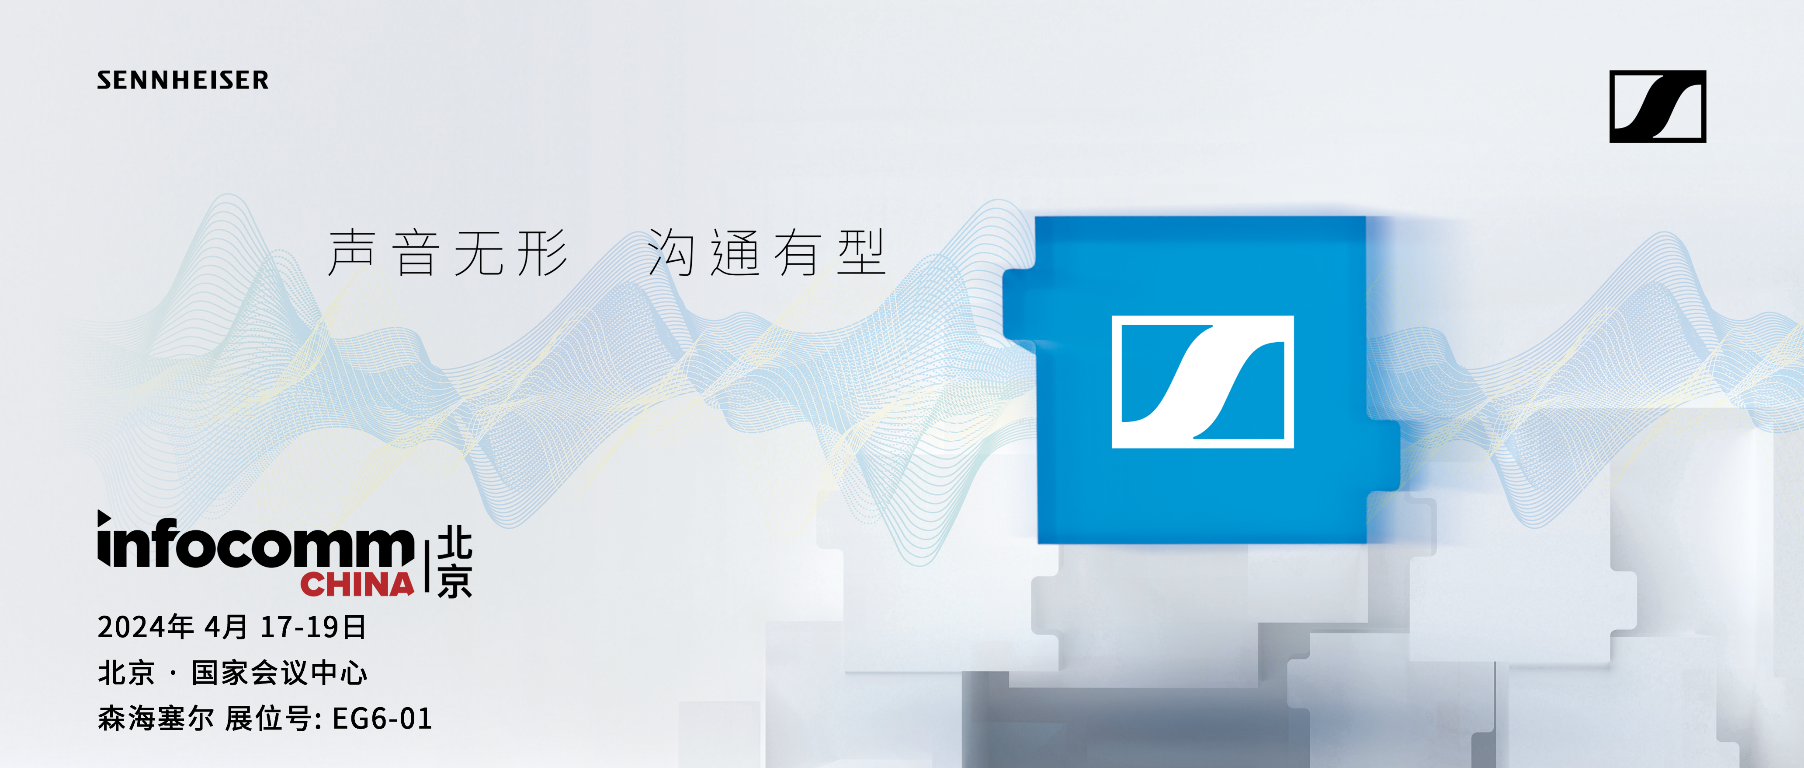 SENNHEISER
声音无形 沟通有型
infocomm
CHINA
北京
2024年 4月 17-19日
北京 · 国家会议中心
森海塞尔 展位号: EG6-01